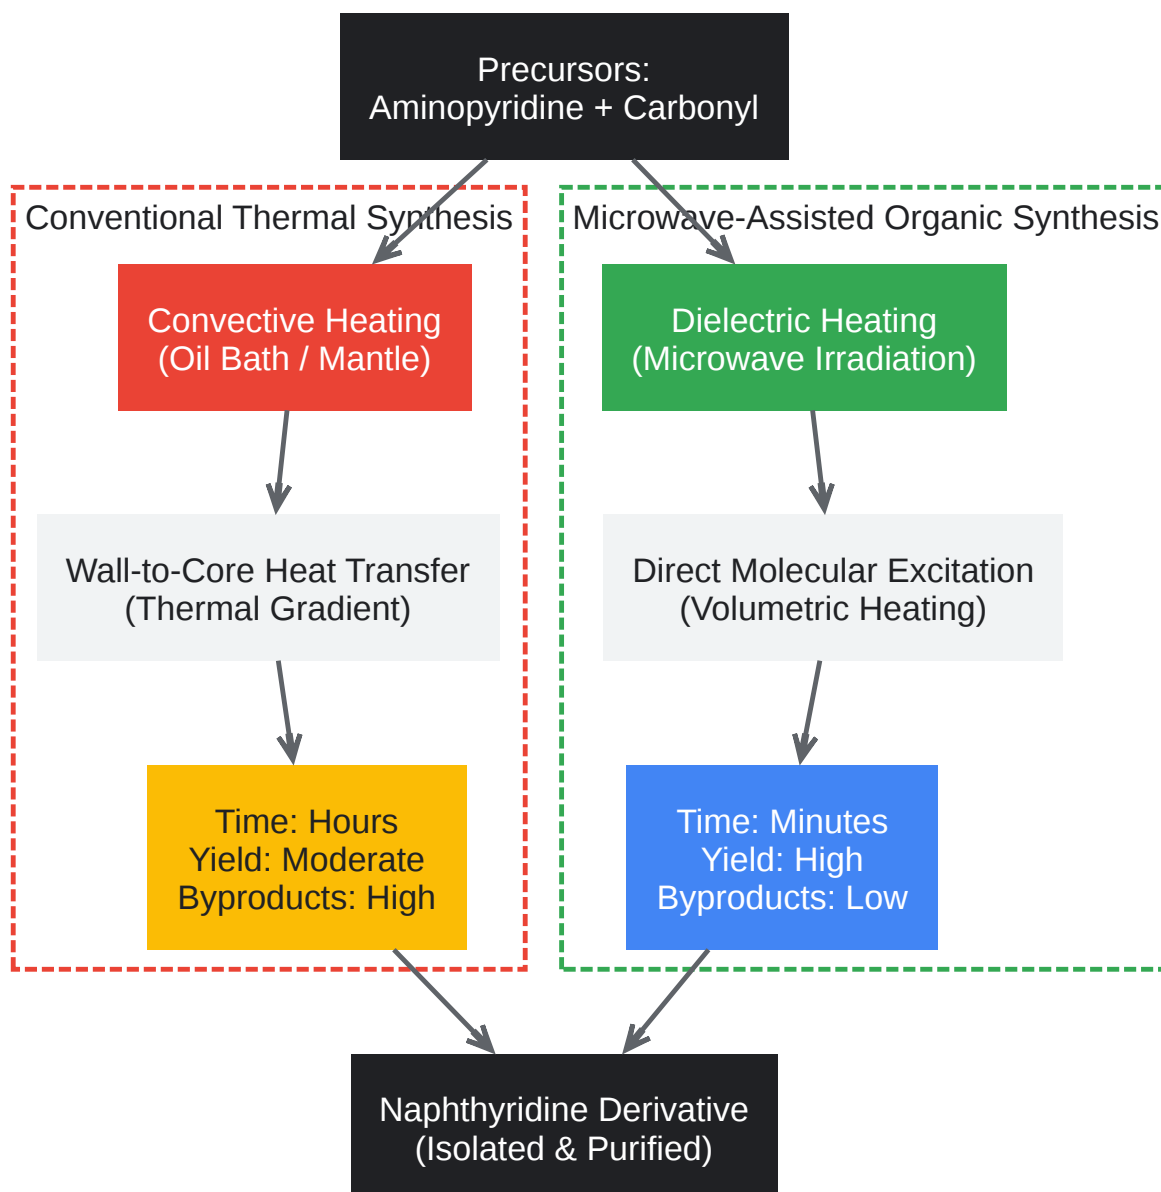 Precursors:
Aminopyridine + Carbonyl
Conventional Thermal Synthesis
Microwave-Assisted Organic Synthesis
Convective Heating
(Oil Bath / Mantle)
Dielectric Heating
(Microwave Irradiation)
Wall-to-Core Heat Transfer
(Thermal Gradient)
Direct Molecular Excitation
(Volumetric Heating)
Time: Hours
Yield: Moderate
Byproducts: High
Time: Minutes
Yield: High
Byproducts: Low
Naphthyridine Derivative
(Isolated & Purified)